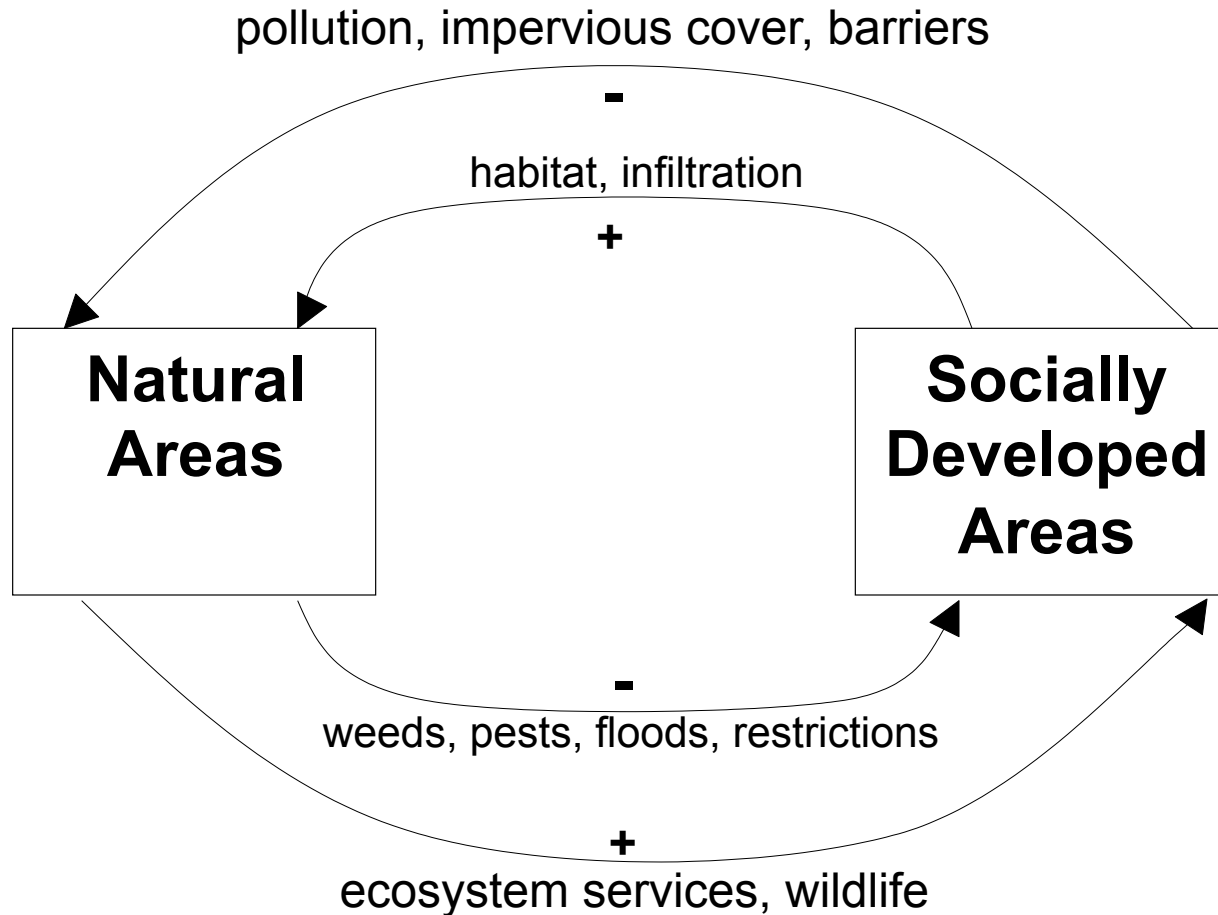 pollution, impervious cover, barriers
-
habitat, infiltration
+
Natural
Areas
Socially
Developed
Areas
-
weeds, pests, floods, restrictions
+
ecosystem services, wildlife